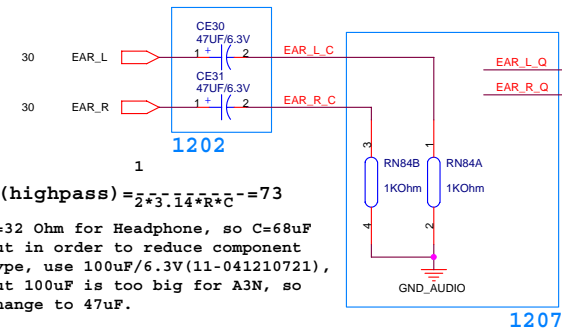 CE30
47UF/6.3V
30 EAR_L 1 + 2 EAR_L_C
EAR_L_Q
CE31
47UF/6.3V
EAR_R_Q
30 EAR_R 1 + 2 EAR_R_C
1202
3 1
1
RN84B RN84A
(highpass)=---------=73
2*3.14*R*C
1KOhm 1KOhm
=32 Ohm for Headphone, so C=68uF
ut in order to reduce component
ype, use 100uF/6.3V(11-041210721),
ut 100uF is too big for A3N, so
hange to 47uF.
4 2
GND_AUDIO
1207